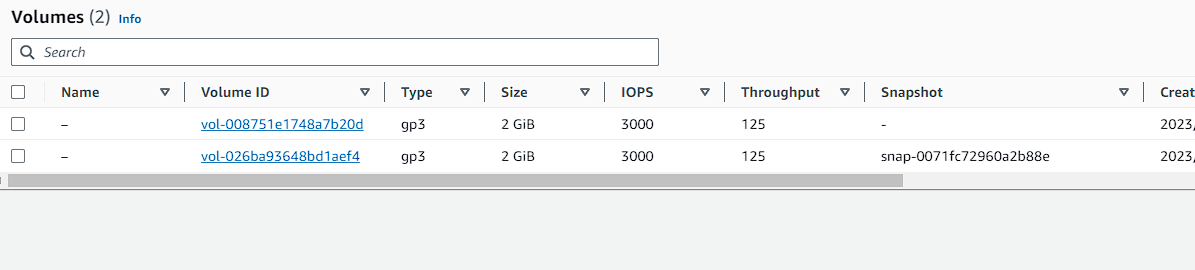 Volumes (2) Info
Search
Name Volume ID Type Size IOPS Throughput Snapshot Creat
– vol-008751e1748a7b20d gp3 2 GiB 3000 125 - 2023,
– vol-026ba93648bd1aef4 gp3 2 GiB 3000 125 snap-0071fc72960a2b88e 2023,